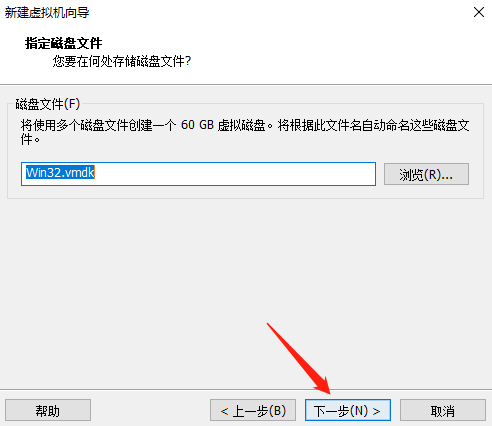 新建虚拟机向导
指定磁盘文件
您要在何处存储磁盘文件?
磁盘文件(F)
将使用多个磁盘文件创建一个 60 GB 虚拟磁盘。将根据此文件名自动命名这些磁盘文
件。
Win32.vmdk
浏览(R)...
帮助
< 上一步(B)
下一步(N) >
取消